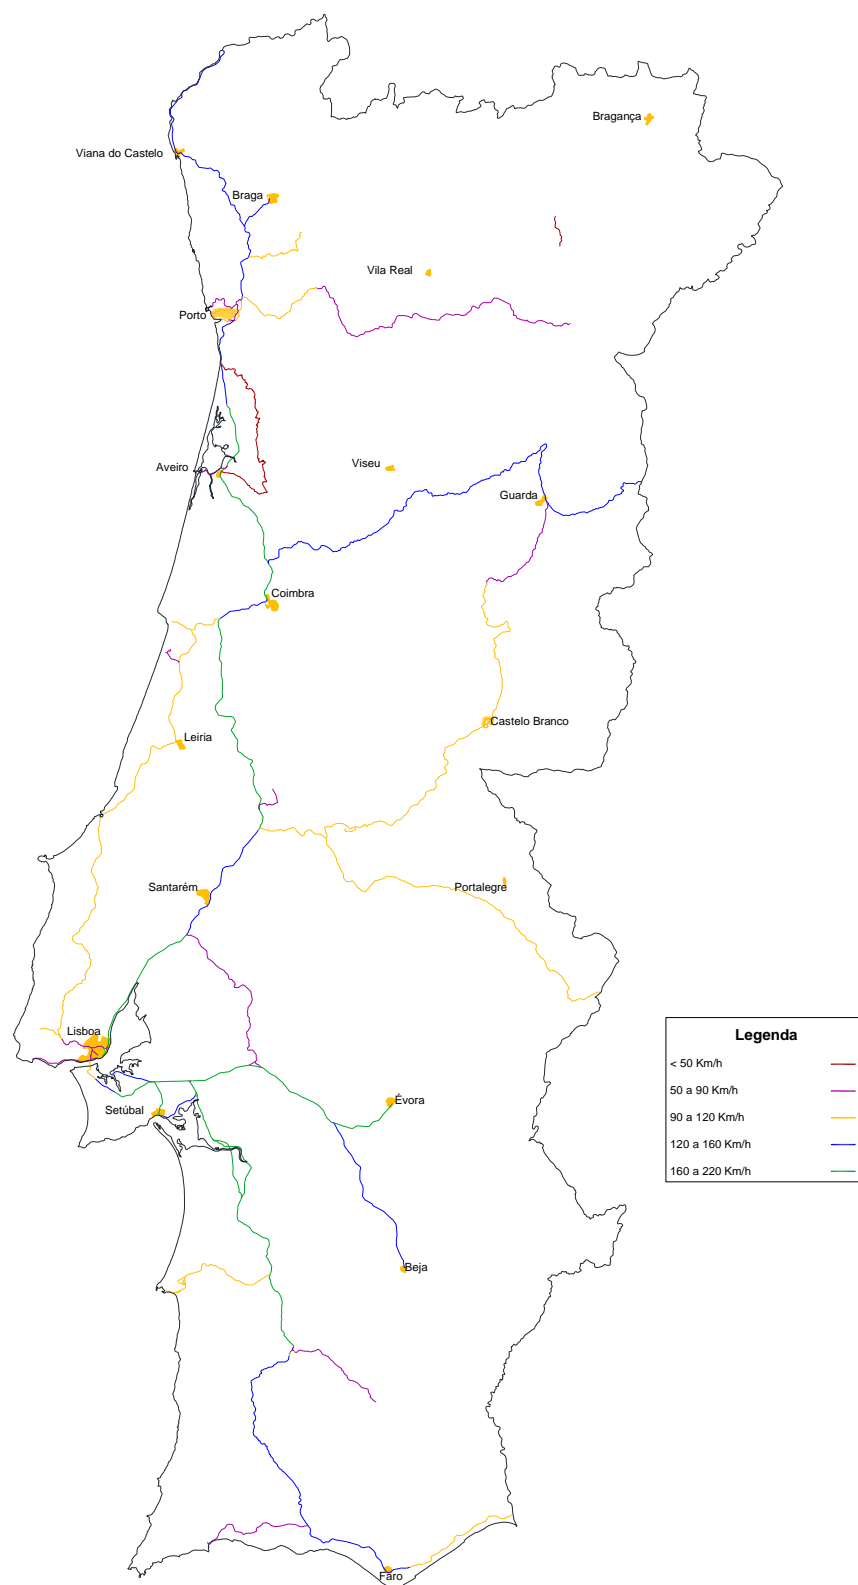 Bragança
Viana do Castelo
Braga
Vila Real
Porto
Viseu
Aveiro
Guarda
Coimbra
Castelo Branco
Leiria
Santarém
Portalegre
Lisboa
Legenda
< 50 Km/h
50 a 90 Km/h
90 a 120 Km/h
120 a 160 Km/h
160 a 220 Km/h
Évora
Setúbal
Beja
Faro